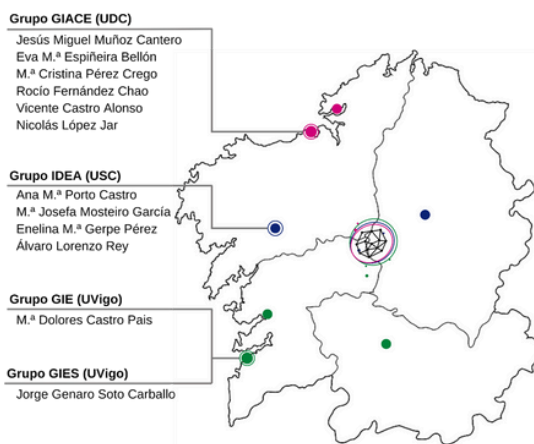 Grupo GIACE (UDC)
Jesús Miguel Muñoz Cantero
Eva M.ª Espiñeira Bellón
M.ª Cristina Pérez Crego
Rocío Fernández Chao
Vicente Castro Alonso
Nicolás López Jar
Grupo IDEA (USC)
Ana M.ª Porto Castro
M.ª Josefa Mosteiro García
Enelina M.ª Gerpe Pérez
Álvaro Lorenzo Rey
Grupo GIE (UVigo)
M.ª Dolores Castro Pais
Grupo GIES (UVigo)
Jorge Genaro Soto Carballo